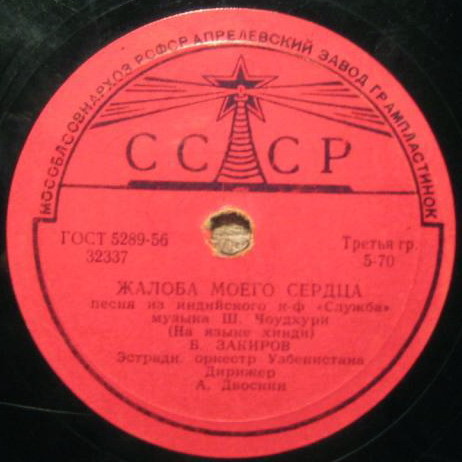 МОСОБЛСОВНАРХОЗ РСФСР АПРЕЛЕВСКИЙ ЗАВОД ГРАМПЛАСТИНОК
СССР
ГОСТ 5289-56
32337
Третья гр.
5-70
ЖАЛОБА МОЕГО СЕРДЦА
песня из индийского к-ф «Служба»
музыка Ш. Чоудхури
(На языке хинди)
Б. ЗАКИРОВ
Эстрадн. оркестр Узбекистана
Дирижер
А. Двоскин